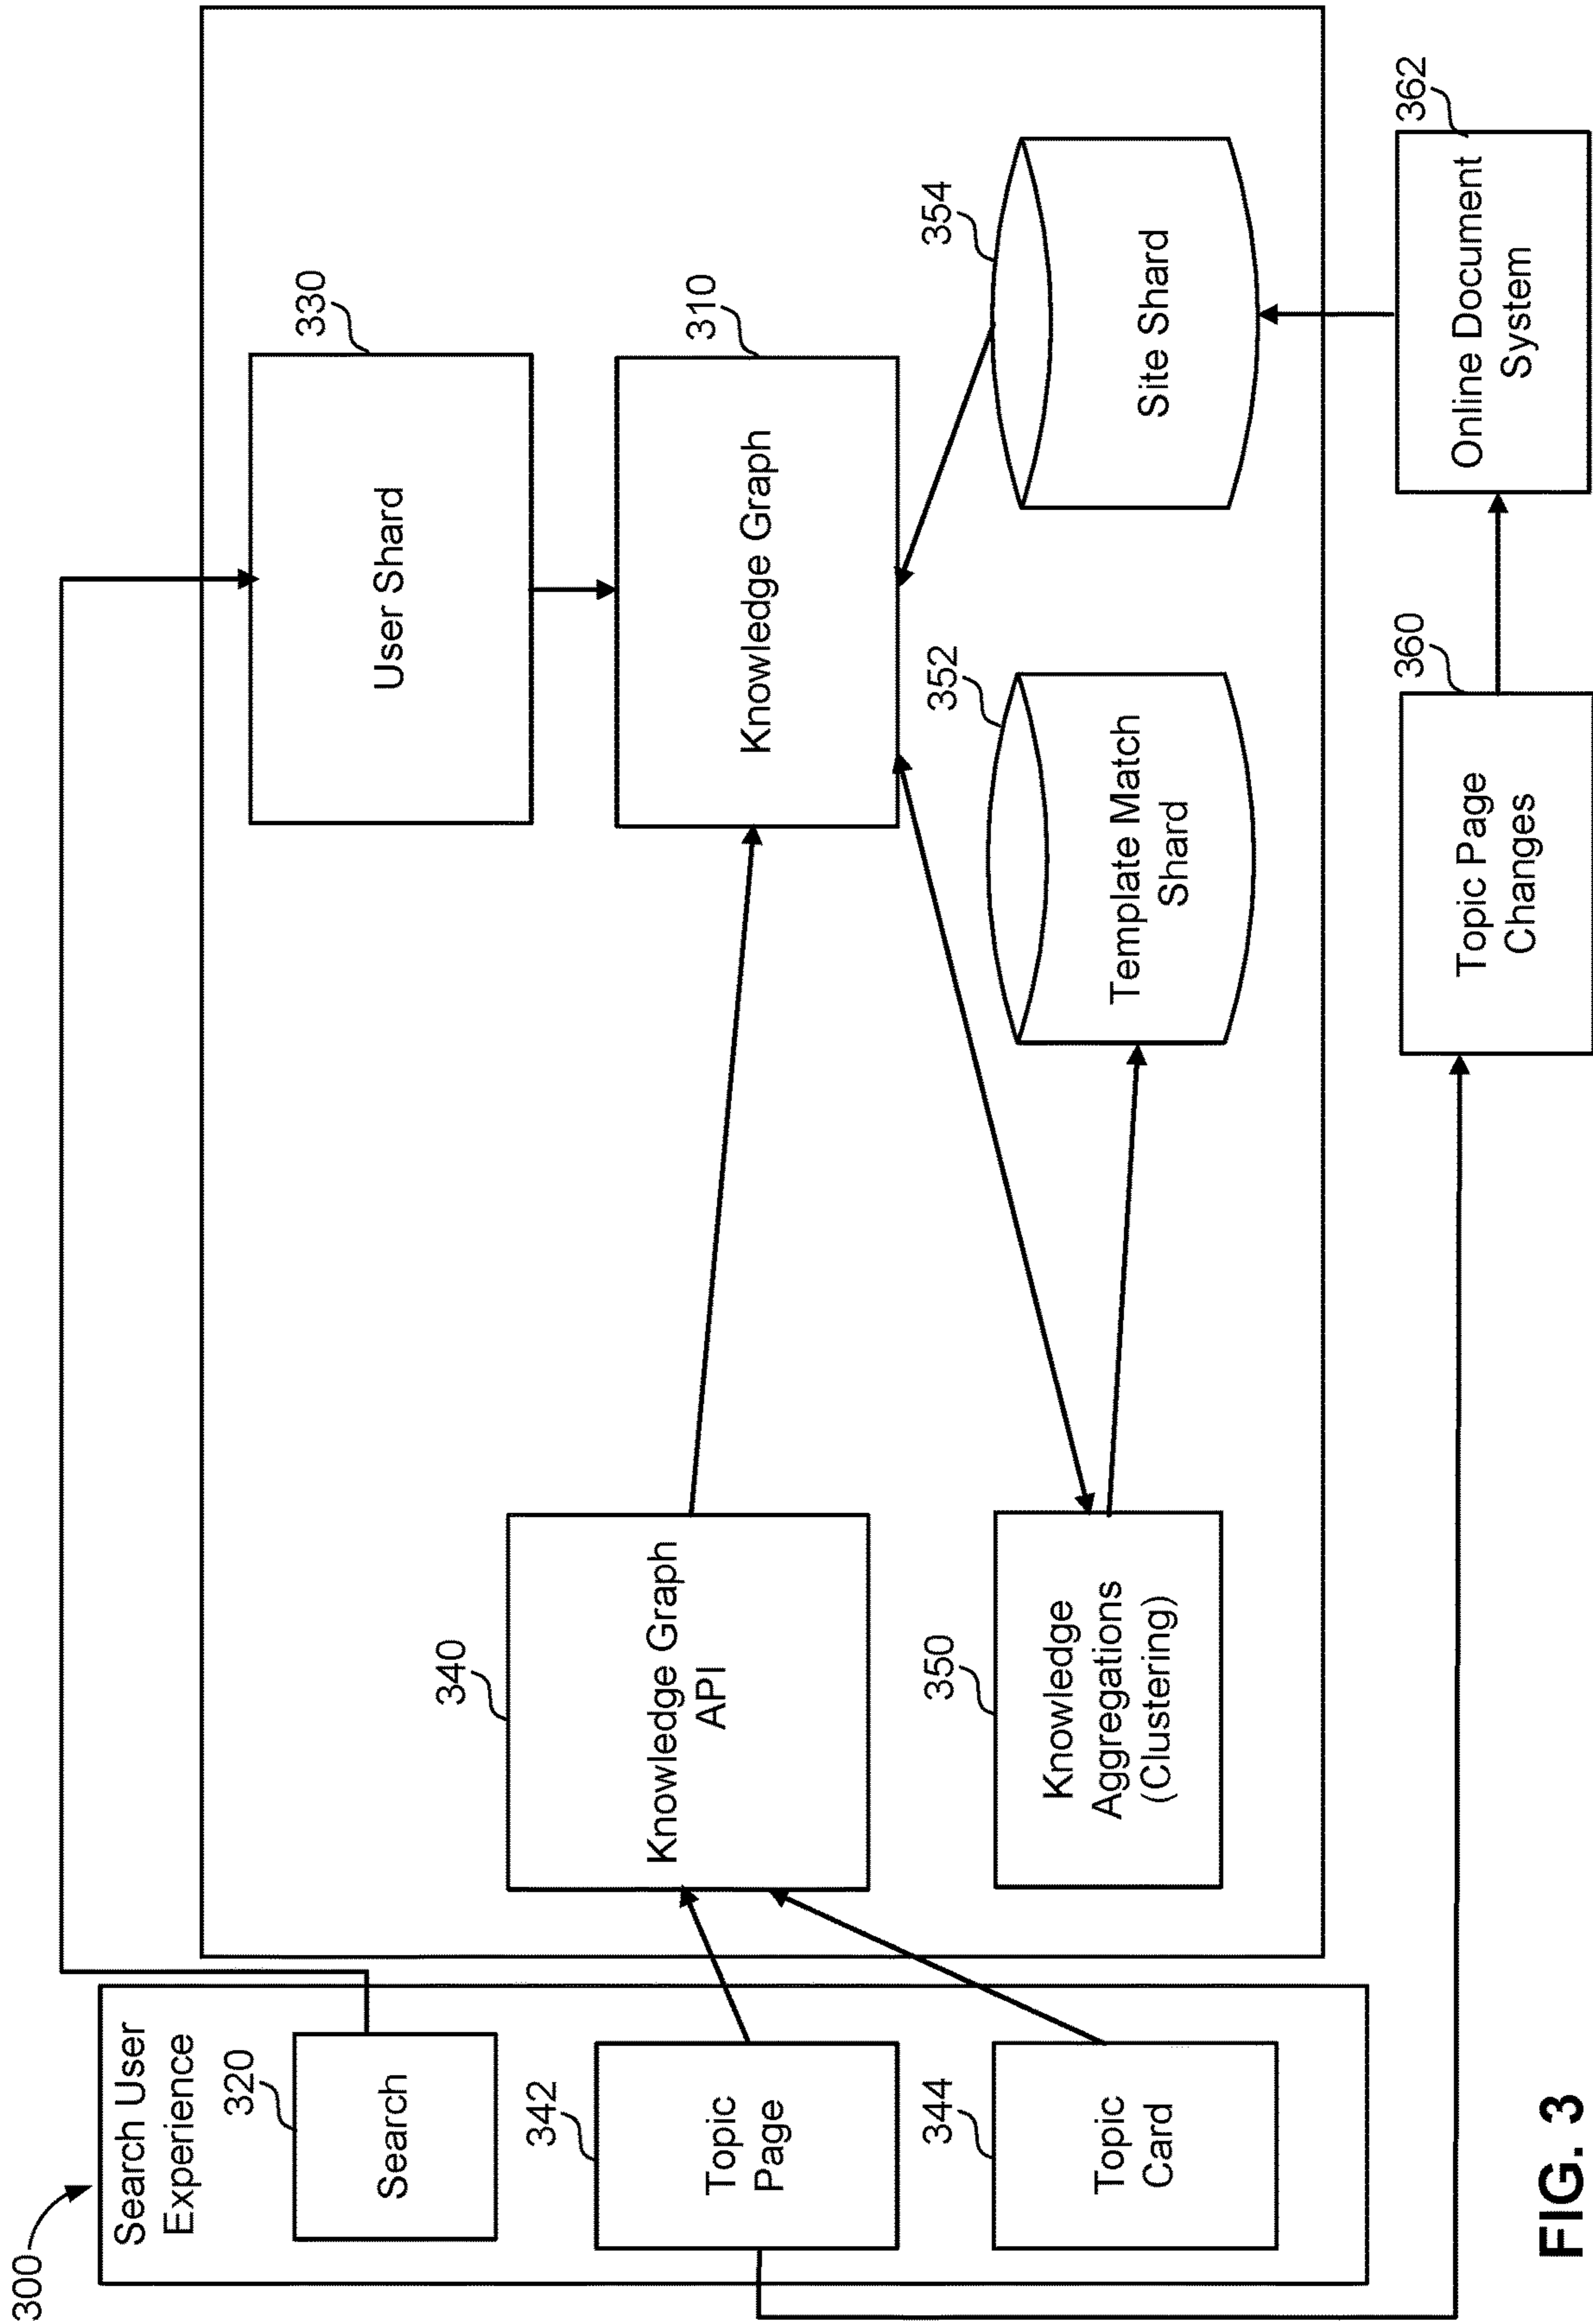 300
Search User
Experience
320
Search
342
Topic
Page
344
Topic
Card
340
Knowledge Graph
API
350
Knowledge
Aggregations
(Clustering)
330
User Shard
310
Knowledge Graph
352
Template Match
Shard
354
Site Shard
360
Topic Page
Changes
362
Online Document
System
FIG. 3